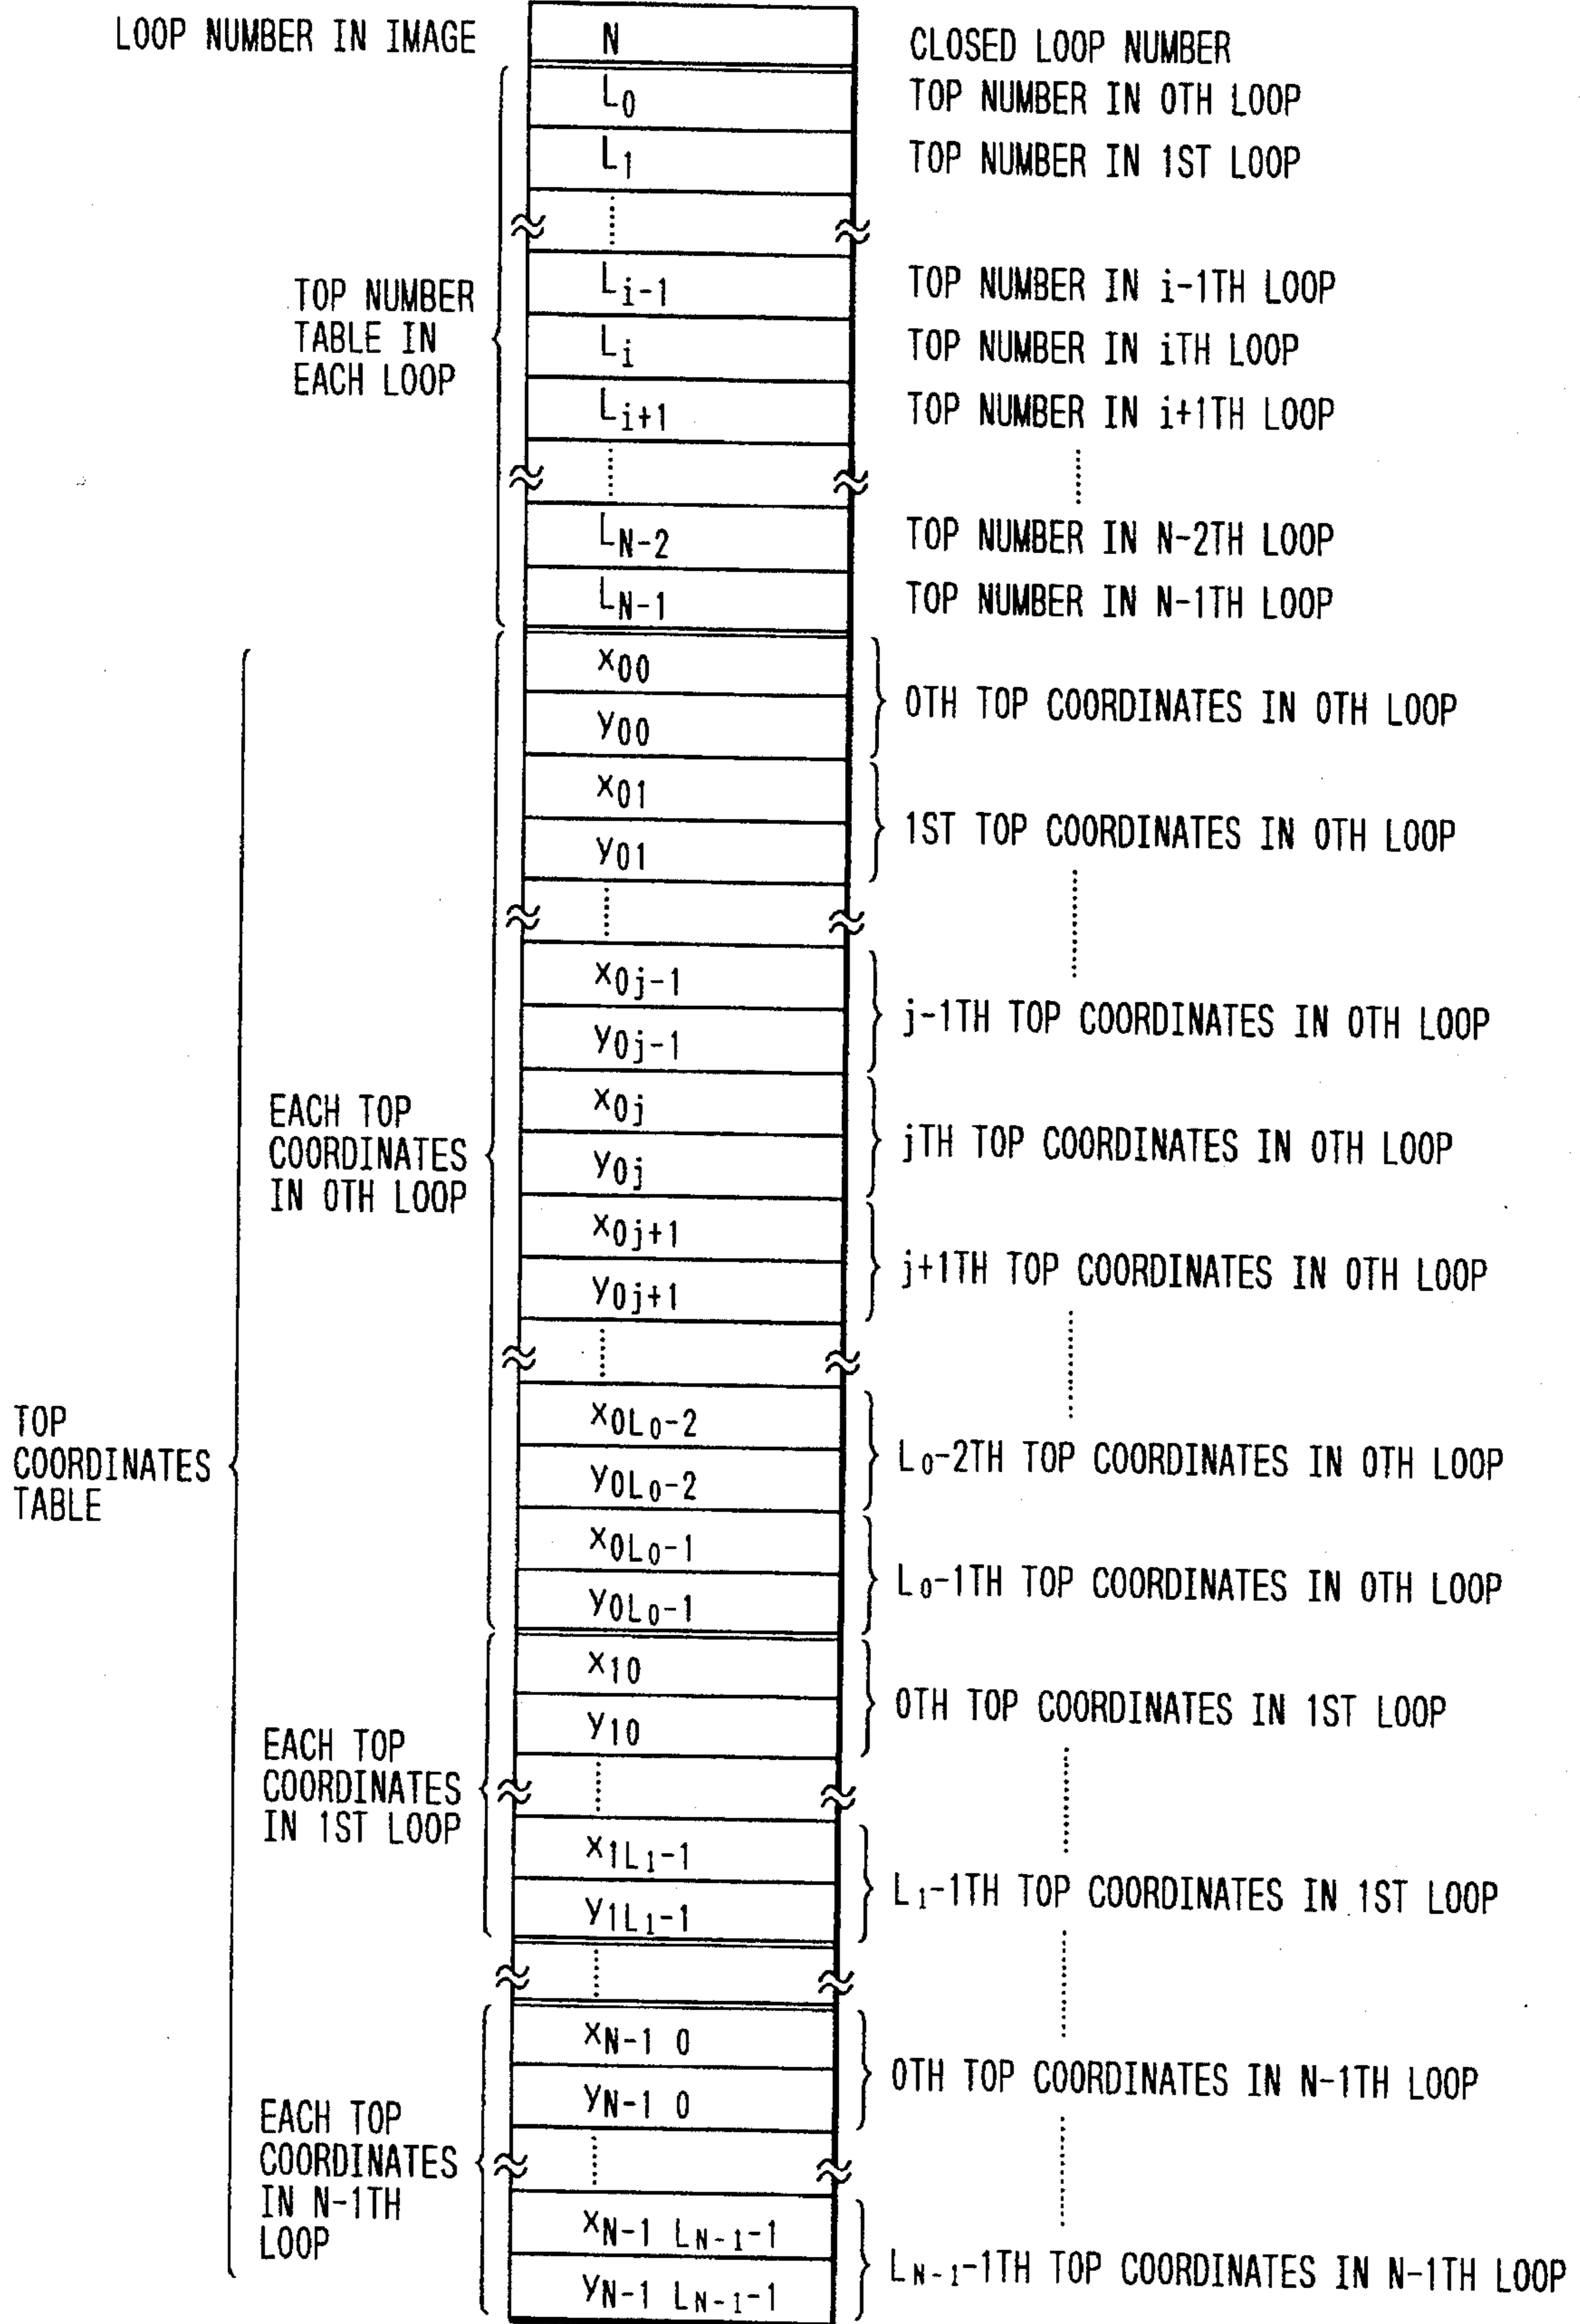 LOOP NUMBER IN IMAGE N CLOSED LOOP NUMBER
L0 TOP NUMBER IN 0TH LOOP
L1 TOP NUMBER IN 1ST LOOP
TOP NUMBER
TABLE IN
EACH LOOP
Li-1 TOP NUMBER IN i-1TH LOOP
Li TOP NUMBER IN iTH LOOP
Li+1 TOP NUMBER IN i+1TH LOOP
LN-2 TOP NUMBER IN N-2TH LOOP
LN-1 TOP NUMBER IN N-1TH LOOP
TOP
COORDINATES
TABLE
EACH TOP
COORDINATES
IN 0TH LOOP
x00
y00
0TH TOP COORDINATES IN 0TH LOOP
x01
y01
1ST TOP COORDINATES IN 0TH LOOP
x0j-1
y0j-1
j-1TH TOP COORDINATES IN 0TH LOOP
x0j
y0j
jTH TOP COORDINATES IN 0TH LOOP
x0j+1
y0j+1
j+1TH TOP COORDINATES IN 0TH LOOP
x0L0-2
y0L0-2
L0-2TH TOP COORDINATES IN 0TH LOOP
x0L0-1
y0L0-1
L0-1TH TOP COORDINATES IN 0TH LOOP
EACH TOP
COORDINATES
IN 1ST LOOP
x10
y10
0TH TOP COORDINATES IN 1ST LOOP
x1L1-1
y1L1-1
L1-1TH TOP COORDINATES IN 1ST LOOP
EACH TOP
COORDINATES
IN N-1TH
LOOP
xN-1 0
yN-1 0
0TH TOP COORDINATES IN N-1TH LOOP
xN-1 LN-1-1
yN-1 LN-1-1
LN-1-1TH TOP COORDINATES IN N-1TH LOOP